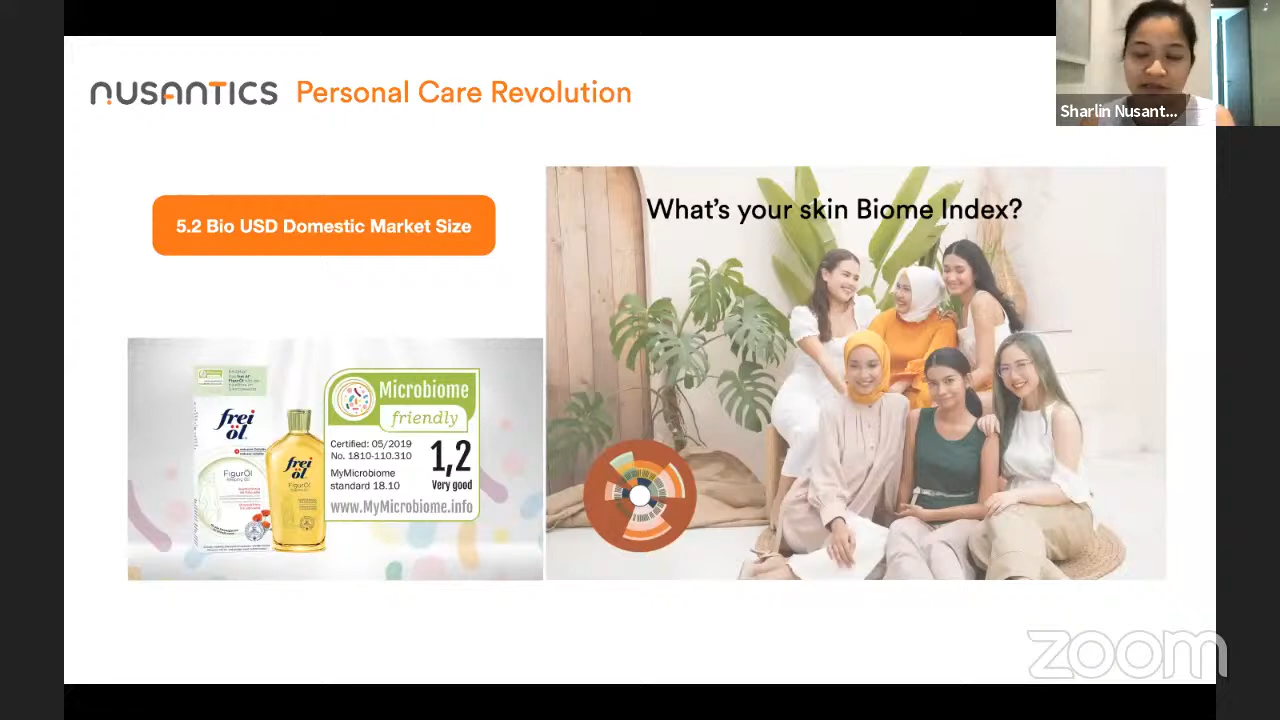 NUSANTICS Personal Care Revolution
Sharlin Nusant...
5.2 Bio USD Domestic Market Size
What's your skin Biome Index?
frei
öl
FigurÖl
frei
öl
FigurÖl
Microbiome
friendly
Certified: 05/2019
No. 1810-110.310
MyMicrobiome
standard 18.10
1,2
Very good
www.MyMicrobiome.info
zoom